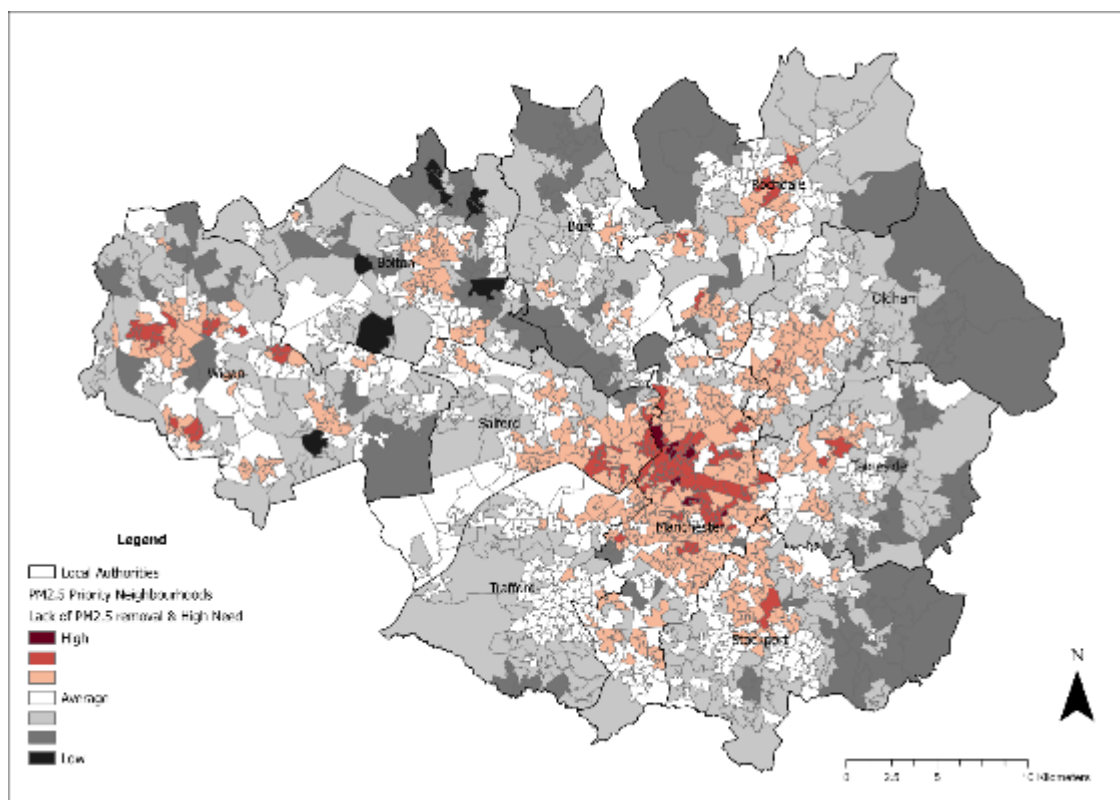 Rochdale
Bury
Bolton
Oldham
Wigan
Salford
Tameside
Manchester
Trafford
Stockport
Legend
Local Authorities
PM2.5 Priority Neighbourhoods
Lack of PM2.5 removal & High Need
High
Average
Low
N
0 2.5 5 10 Kilometers